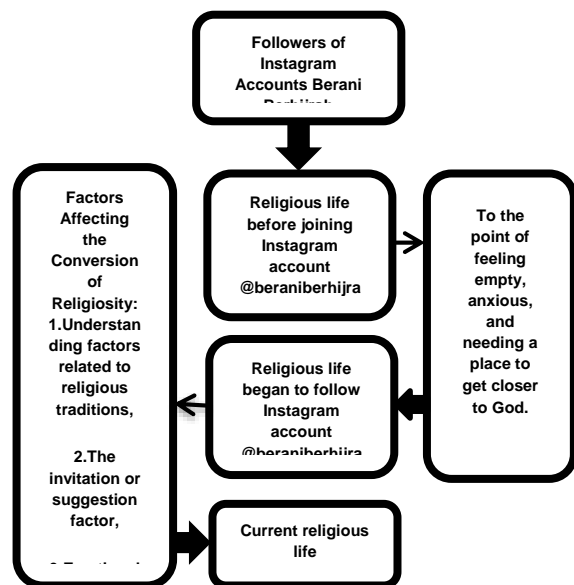 Followers of
Instagram
Accounts Berani
Religious life
before joining
Instagram
account
@beraniberhijra
To the
point of
feeling
empty,
anxious,
and
needing a
place to
get closer
to God.
Religious life
began to follow
Instagram
account
@beraniberhijra
Factors
Affecting
the
Conversion
of
Religiosity:
1.Understan
ding factors
related to
religious
traditions,
2.The
invitation or
suggestion
factor,
Current religious
life